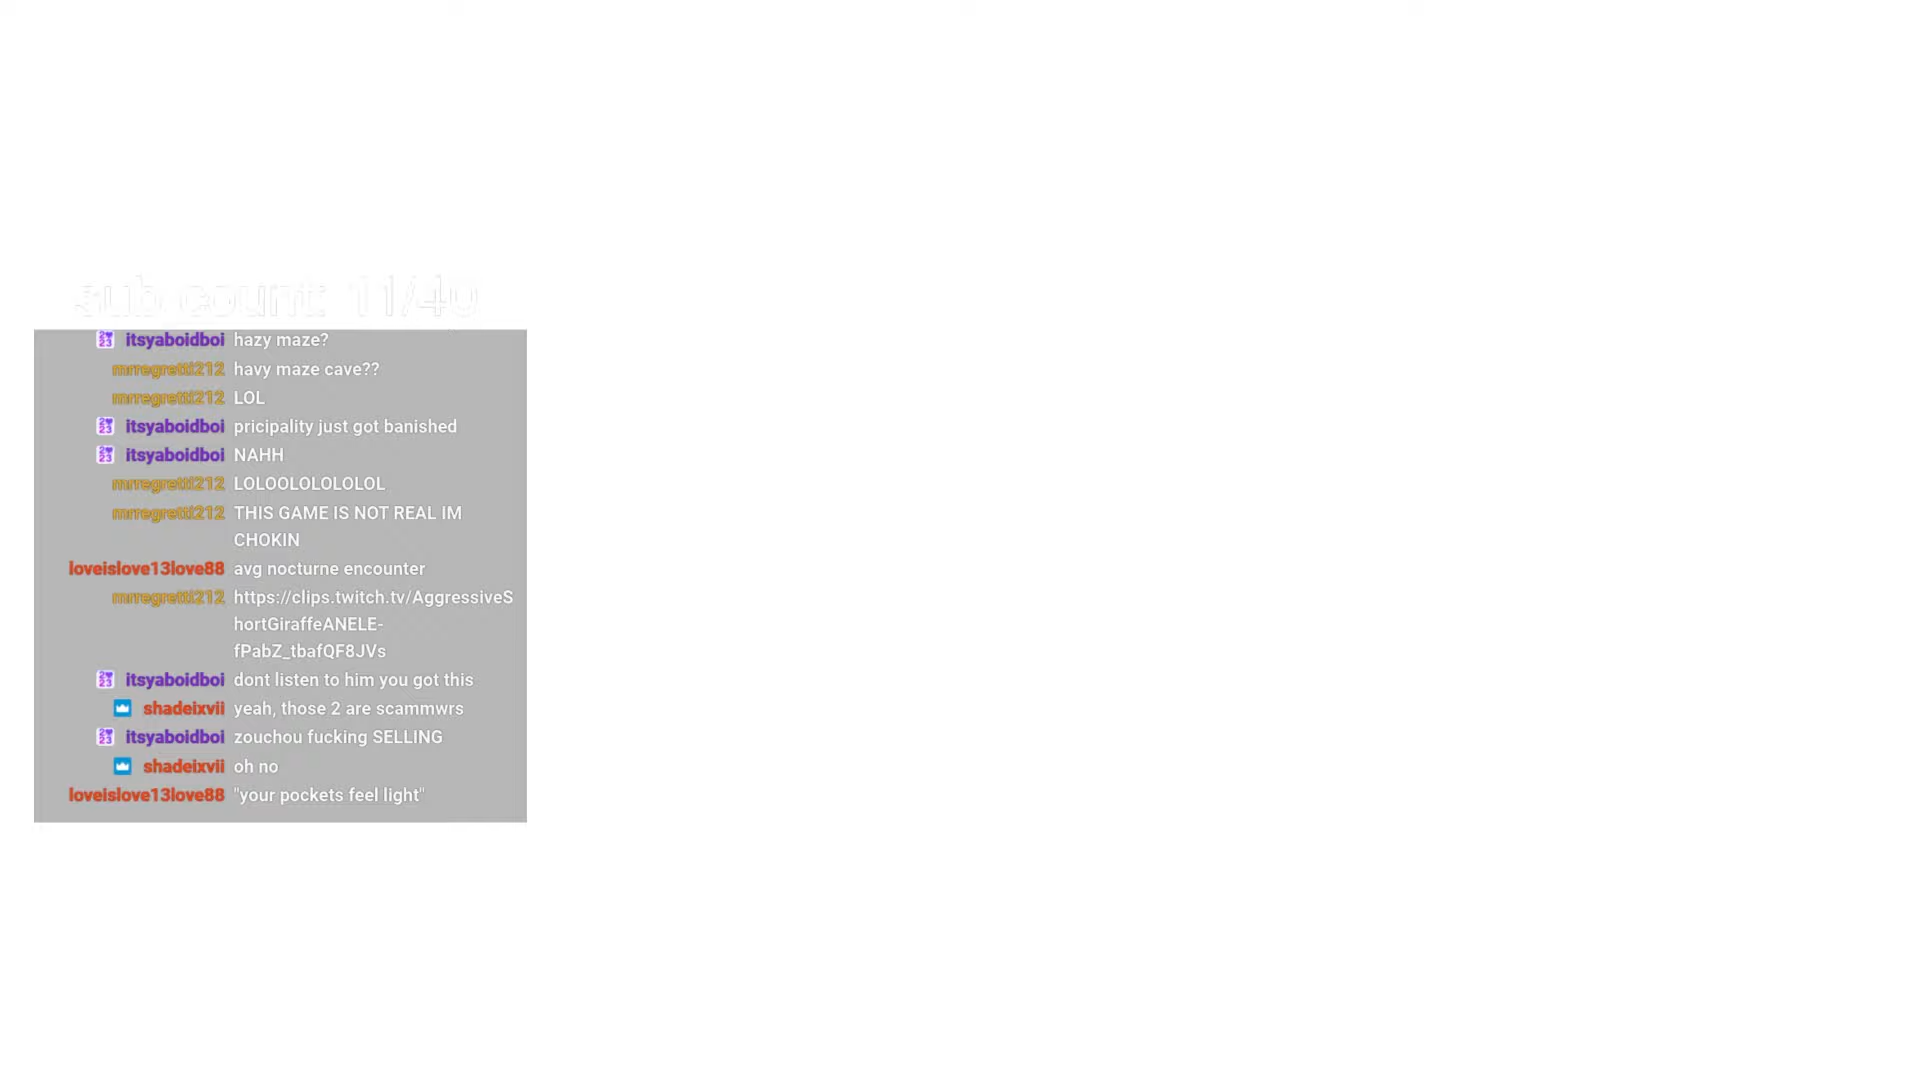 sub count: 11/40
itsyaboidboi hazy maze?
mrregretti212 havy maze cave??
mrregretti212 LOL
itsyaboidboi pricipality just got banished
itsyaboidboi NAHH
mrregretti212 LOLOOLOLOLOLOL
mrregretti212 THIS GAME IS NOT REAL IM
CHOKIN
loveislove13love88 avg nocturne encounter
mrregretti212 https://clips.twitch.tv/AggressiveS
hortGiraffeANELE-
fPabZ_tbafQF8JVs
itsyaboidboi dont listen to him you got this
shadeixvii yeah, those 2 are scammwrs
itsyaboidboi zouchou fucking SELLING
shadeixvii oh no
loveislove13love88 "your pockets feel light"